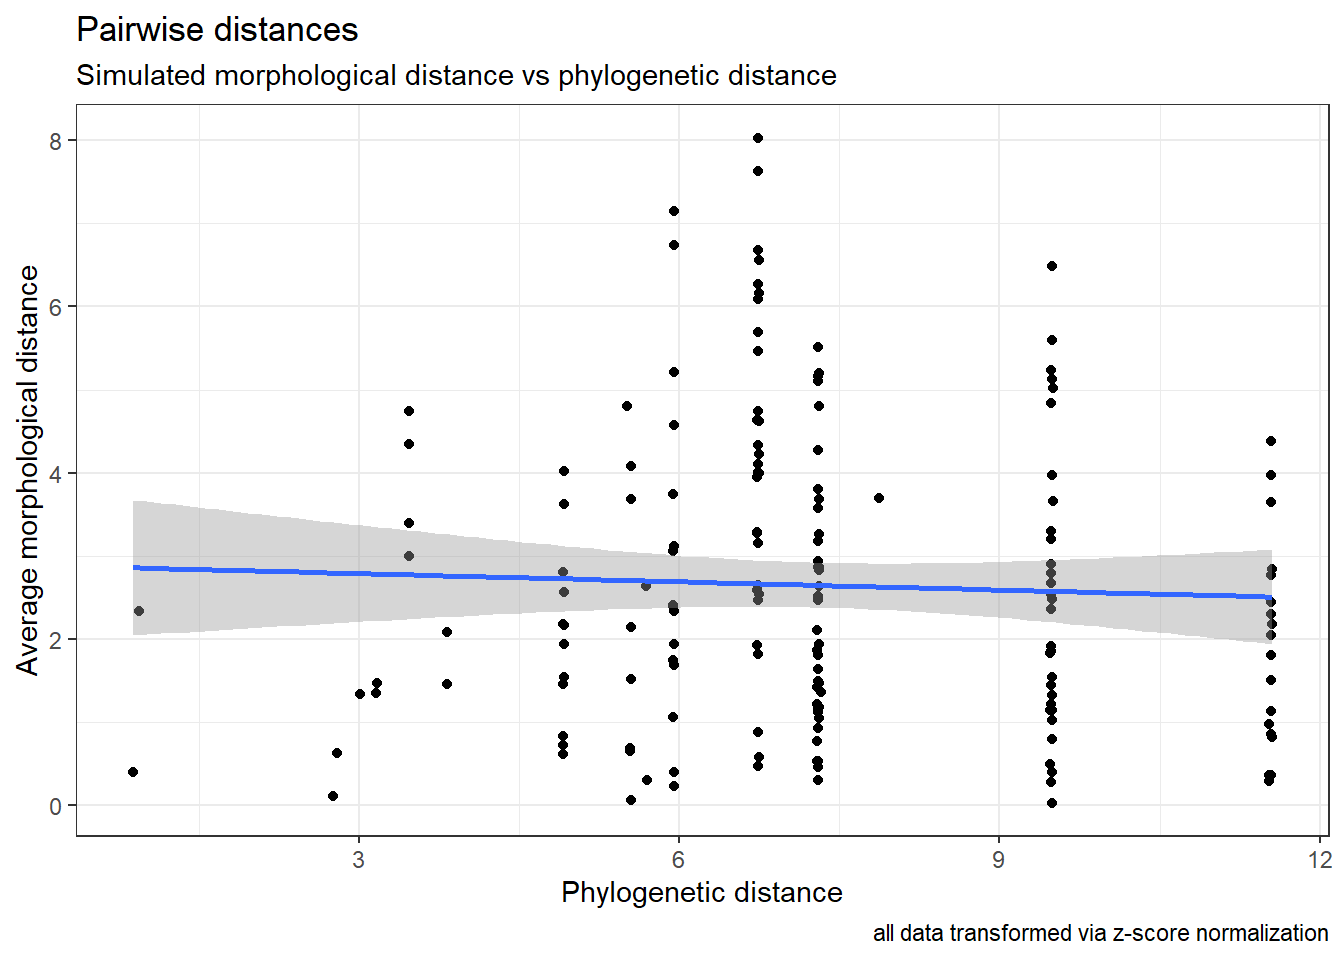 Pairwise distances
Simulated morphological distance vs phylogenetic distance
Average morphological distance
8
6
4
2
0
3
6
9
12
Phylogenetic distance
all data transformed via z-score normalization